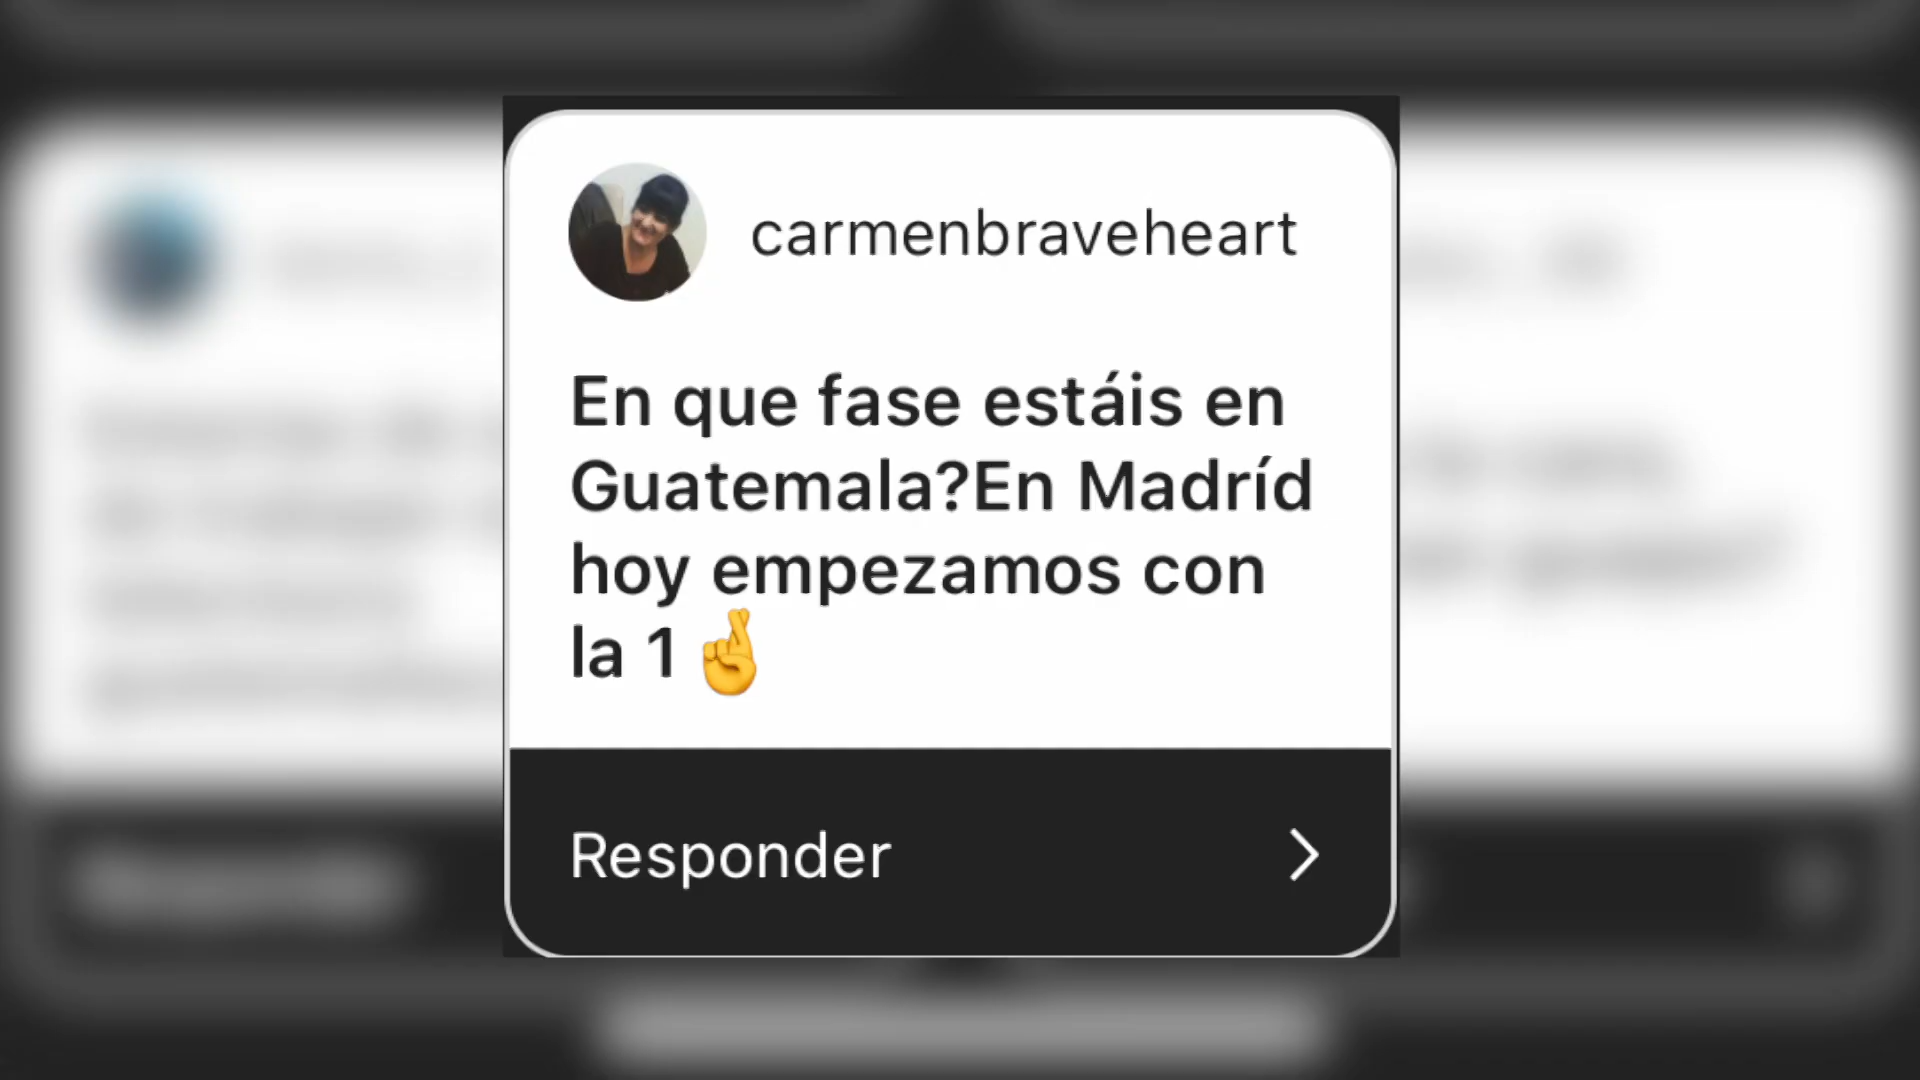 carmenbraveheart
En que fase estáis en
Guatemala?En Madríd
hoy empezamos con
la 1 🤞
Responder